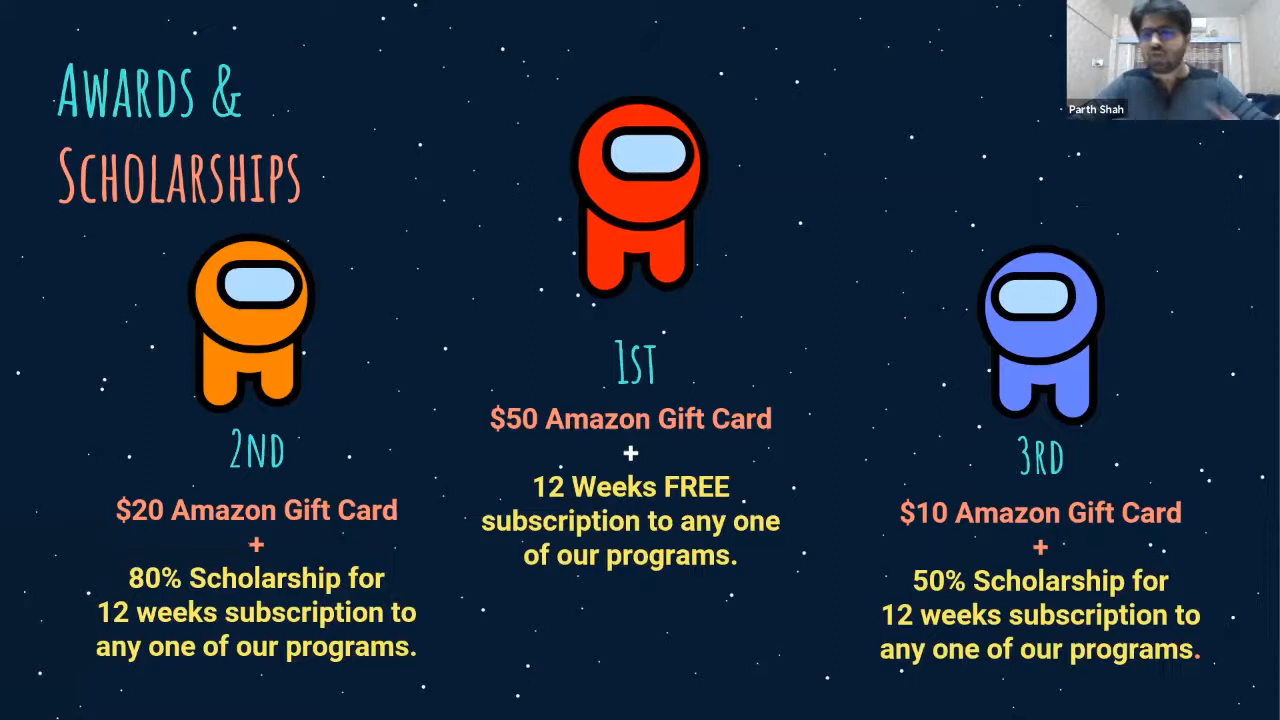 AWARDS &
SCHOLARSHIPS
Parth Shah
1ST
$50 Amazon Gift Card
+
12 Weeks FREE
subscription to any one
of our programs.
2ND
$20 Amazon Gift Card
+
80% Scholarship for
12 weeks subscription to
any one of our programs.
3RD
$10 Amazon Gift Card
+
50% Scholarship for
12 weeks subscription to
any one of our programs.